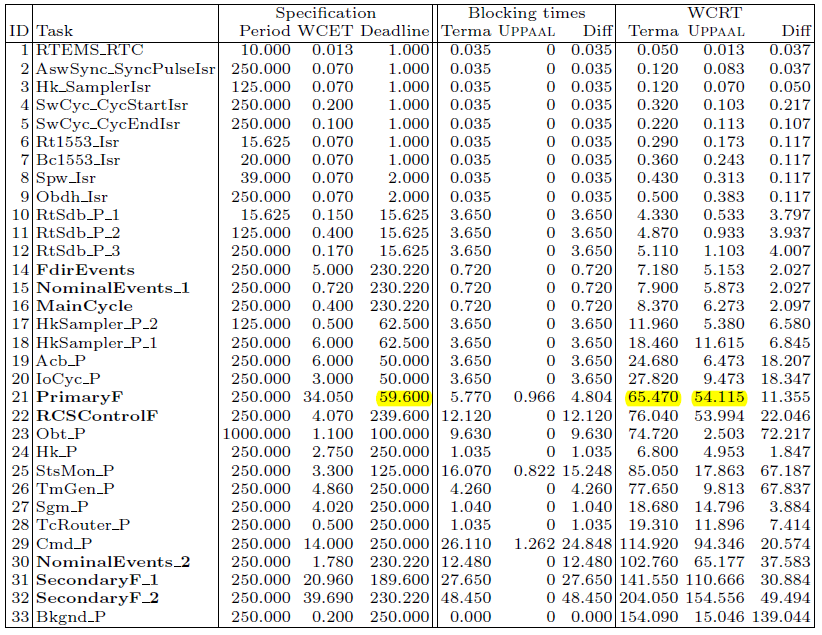 Specification Blocking times WCRT
ID Task Period WCET Deadline Terma UPPAAL Diff Terma UPPAAL Diff
1 RTEMS_RTC 10.000 0.013 1.000 0.035 0 0.035 0.050 0.013 0.037
2 AswSync_SyncPulseIsr 250.000 0.070 1.000 0.035 0 0.035 0.120 0.083 0.037
3 Hk_SamplerIsr 125.000 0.070 1.000 0.035 0 0.035 0.120 0.070 0.050
4 SwCyc_CycStartIsr 250.000 0.200 1.000 0.035 0 0.035 0.320 0.103 0.217
5 SwCyc_CycEndIsr 250.000 0.100 1.000 0.035 0 0.035 0.220 0.113 0.107
6 Rt1553_Isr 15.625 0.070 1.000 0.035 0 0.035 0.290 0.173 0.117
7 Bc1553_Isr 20.000 0.070 1.000 0.035 0 0.035 0.360 0.243 0.117
8 Spw_Isr 39.000 0.070 2.000 0.035 0 0.035 0.430 0.313 0.117
9 Obdh_Isr 250.000 0.070 2.000 0.035 0 0.035 0.500 0.383 0.117
10 RtSdb_P_1 15.625 0.150 15.625 3.650 0 3.650 4.330 0.533 3.797
11 RtSdb_P_2 125.000 0.400 15.625 3.650 0 3.650 4.870 0.933 3.937
12 RtSdb_P_3 250.000 0.170 15.625 3.650 0 3.650 5.110 1.103 4.007
14 FdirEvents 250.000 5.000 230.220 0.720 0 0.720 7.180 5.153 2.027
15 NominalEvents_1 250.000 0.720 230.220 0.720 0 0.720 7.900 5.873 2.027
16 MainCycle 250.000 0.400 230.220 0.720 0 0.720 8.370 6.273 2.097
17 HkSampler_P_2 125.000 0.500 62.500 3.650 0 3.650 11.960 5.380 6.580
18 HkSampler_P_1 250.000 6.000 62.500 3.650 0 3.650 18.460 11.615 6.845
19 Acb_P 250.000 6.000 50.000 3.650 0 3.650 24.680 6.473 18.207
20 IoCyc_P 250.000 3.000 50.000 3.650 0 3.650 27.820 9.473 18.347
21 PrimaryF 250.000 34.050 59.600 5.770 0.966 4.804 65.470 54.115 11.355
22 RCSControlF 250.000 4.070 239.600 12.120 0 12.120 76.040 53.994 22.046
23 Obt_P 1000.000 1.100 100.000 9.630 0 9.630 74.720 2.503 72.217
24 Hk_P 250.000 2.750 250.000 1.035 0 1.035 6.800 4.953 1.847
25 StsMon_P 250.000 3.300 125.000 16.070 0.822 15.248 85.050 17.863 67.187
26 TmGen_P 250.000 4.860 250.000 4.260 0 4.260 77.650 9.813 67.837
27 Sgm_P 250.000 4.020 250.000 1.040 0 1.040 18.680 14.796 3.884
28 TcRouter_P 250.000 0.500 250.000 1.035 0 1.035 19.310 11.896 7.414
29 Cmd_P 250.000 14.000 250.000 26.110 1.262 24.848 114.920 94.346 20.574
30 NominalEvents_2 250.000 1.780 230.220 12.480 0 12.480 102.760 65.177 37.583
31 SecondaryF_1 250.000 20.960 189.600 27.650 0 27.650 141.550 110.666 30.884
32 SecondaryF_2 250.000 39.690 230.220 48.450 0 48.450 204.050 154.556 49.494
33 Bkgnd_P 250.000 0.200 250.000 0.000 0 0.000 154.090 15.046 139.044